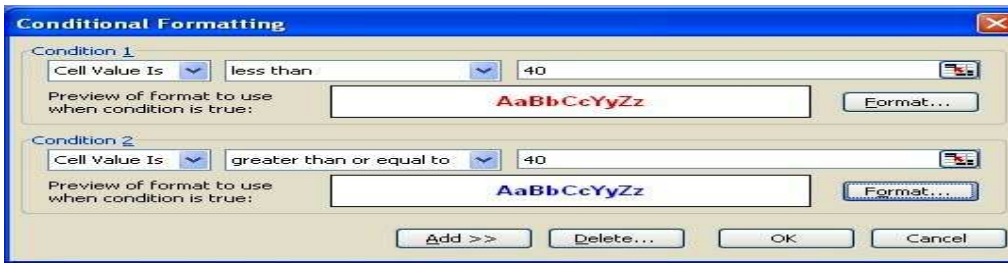 Conditional Formatting
Condition 1
Cell Value Is less than 40
Preview of format to use
when condition is true:
AaBbCcYyZz
Format...
Condition 2
Cell Value Is greater than or equal to 40
Preview of format to use
when condition is true:
AaBbCcYyZz
Format...
Add >> Delete... OK Cancel